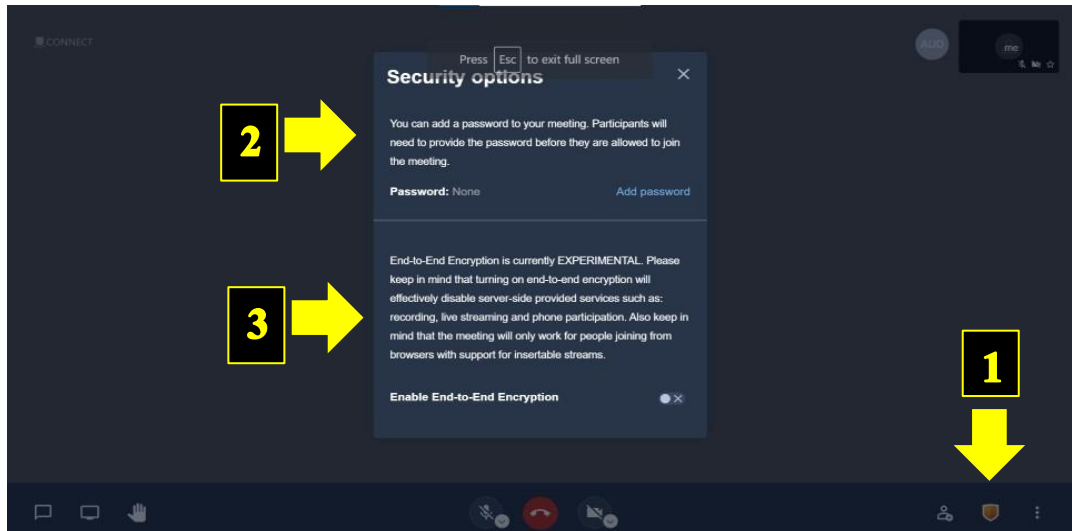 CONNECT
AUO
me
Press Esc to exit full screen
Security options
2
You can add a password to your meeting. Participants will
need to provide the password before they are allowed to join
the meeting.
Password: None Add password
End-to-End Encryption is currently EXPERIMENTAL. Please
keep in mind that turning on end-to-end encryption will
effectively disable server-side provided services such as:
recording, live streaming and phone participation. Also keep in
mind that the meeting will only work for people joining from
browsers with support for insertable streams.
3
1
Enable End-to-End Encryption